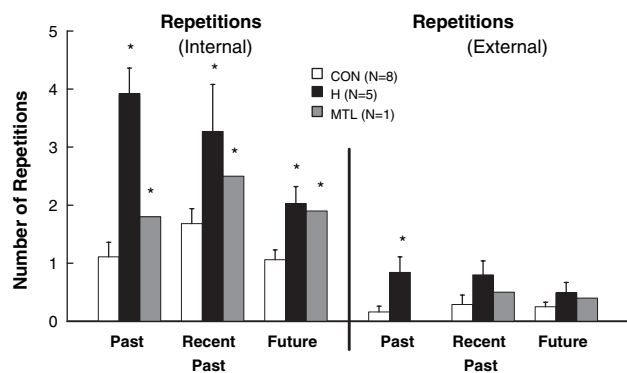 Repetitions
(Internal)
Repetitions
(External)
CON (N=8)
H (N=5)
MTL (N=1)
Number of Repetitions
5
4
3
2
1
0
*
*
*
*
*
*
*
Past
Recent
Past
Future
Past
Recent
Past
Future